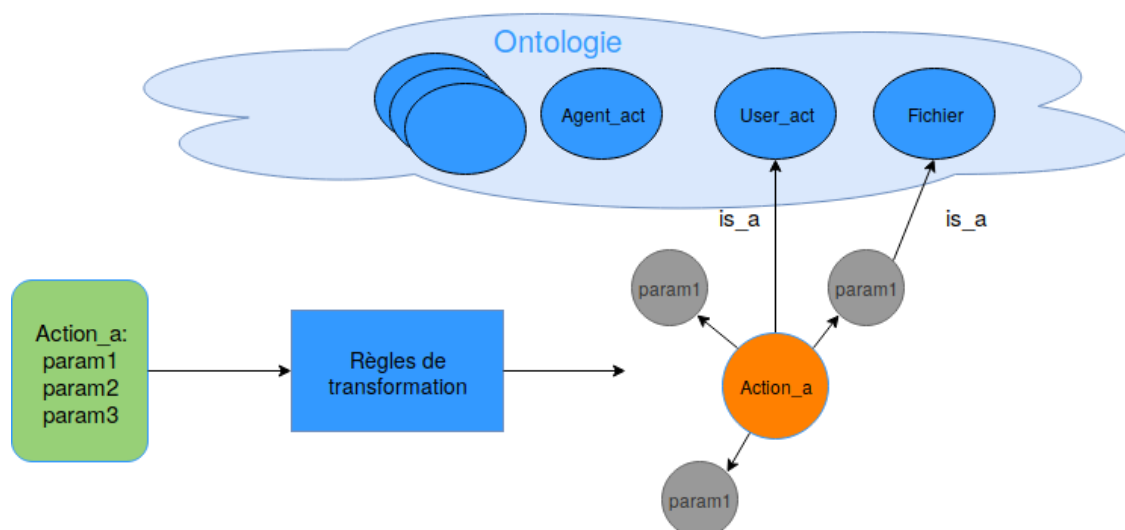 Ontologie
Agent_act
User_act
Fichier
is_a
is_a
param1
param1
Action_a:
param1
param2
param3
Règles de
transformation
Action_a
param1